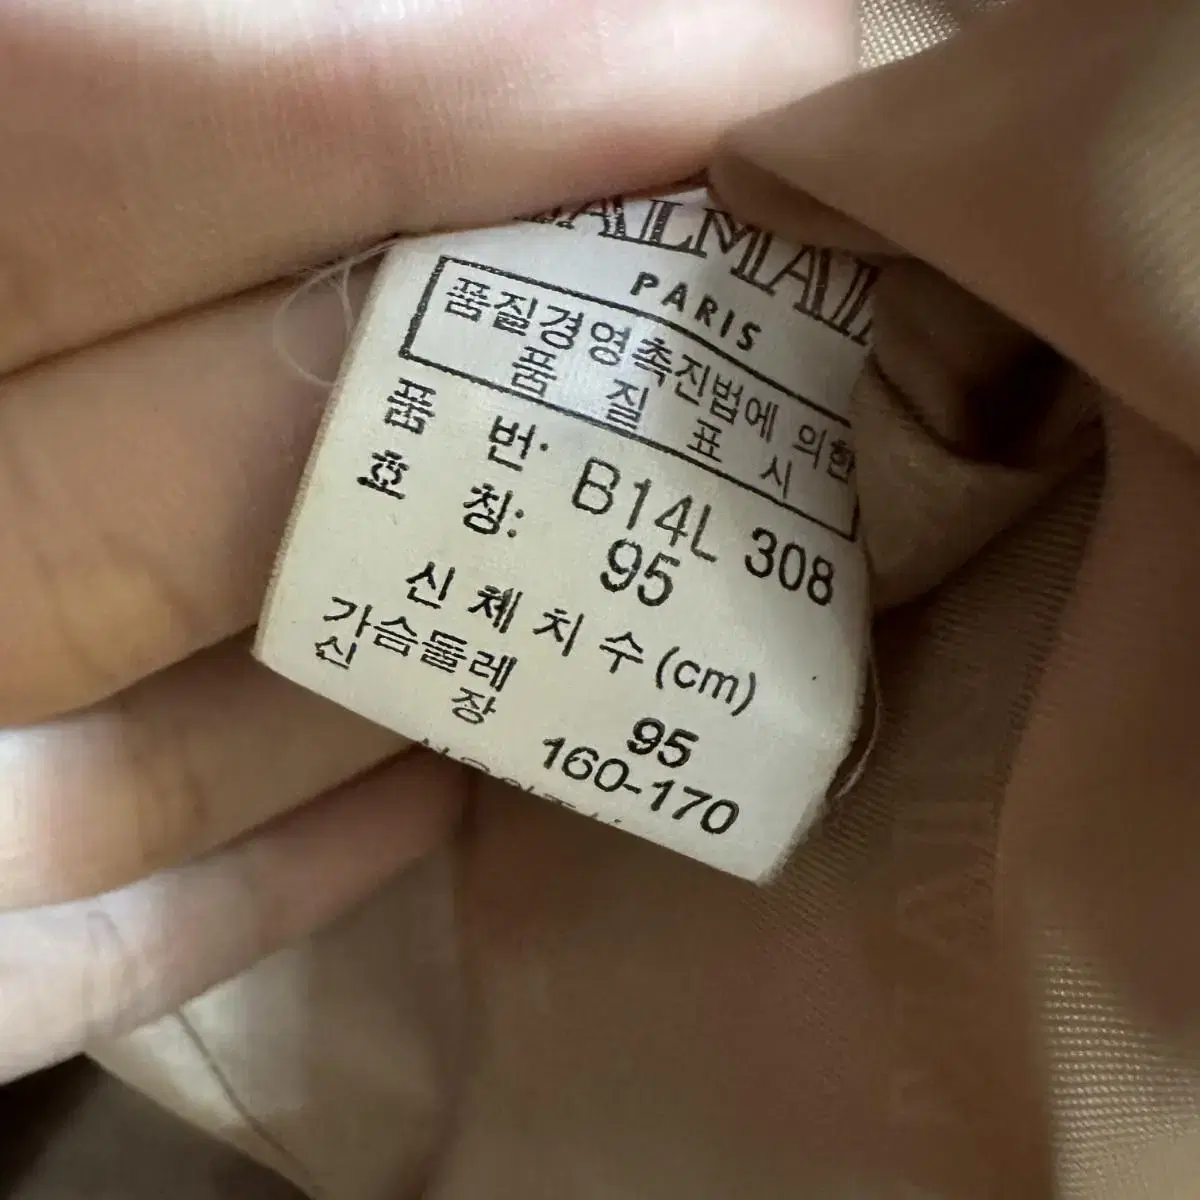 BALMAIN
PARIS
품질경영촉진법에 의한
품 질 표 시
품 번: B14L 308
호 칭: 95
신 체 치 수 (cm)
가슴둘레 95
신 장 160-170